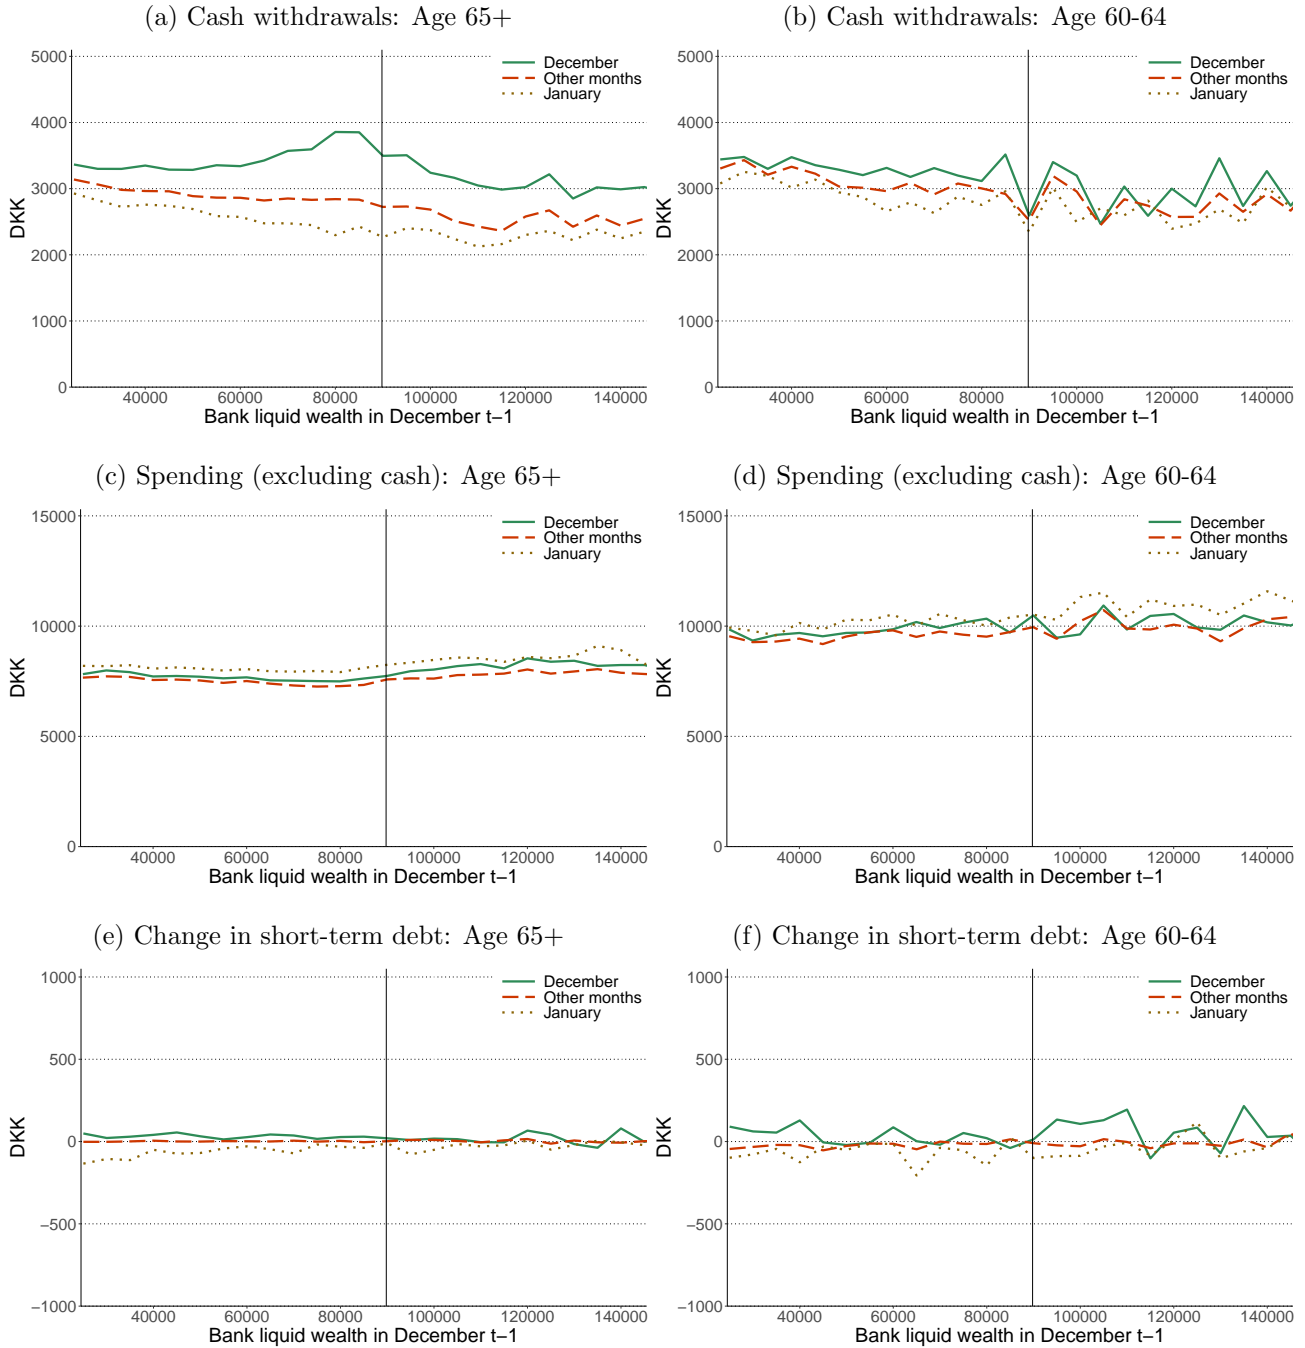 (a) Cash withdrawals: Age 65+
5000
4000
3000
2000
1000
0
DKK
December
Other months
January
40000 60000 80000 100000 120000 140000
Bank liquid wealth in December t−1
(b) Cash withdrawals: Age 60-64
5000
4000
3000
2000
1000
0
DKK
December
Other months
January
40000 60000 80000 100000 120000 140000
Bank liquid wealth in December t−1
(c) Spending (excluding cash): Age 65+
15000
10000
5000
0
DKK
December
Other months
January
40000 60000 80000 100000 120000 140000
Bank liquid wealth in December t−1
(d) Spending (excluding cash): Age 60-64
15000
10000
5000
0
DKK
December
Other months
January
40000 60000 80000 100000 120000 140000
Bank liquid wealth in December t−1
(e) Change in short-term debt: Age 65+
1000
500
0
−500
−1000
DKK
December
Other months
January
40000 60000 80000 100000 120000 140000
Bank liquid wealth in December t−1
(f) Change in short-term debt: Age 60-64
1000
500
0
−500
−1000
DKK
December
Other months
January
40000 60000 80000 100000 120000 140000
Bank liquid wealth in December t−1